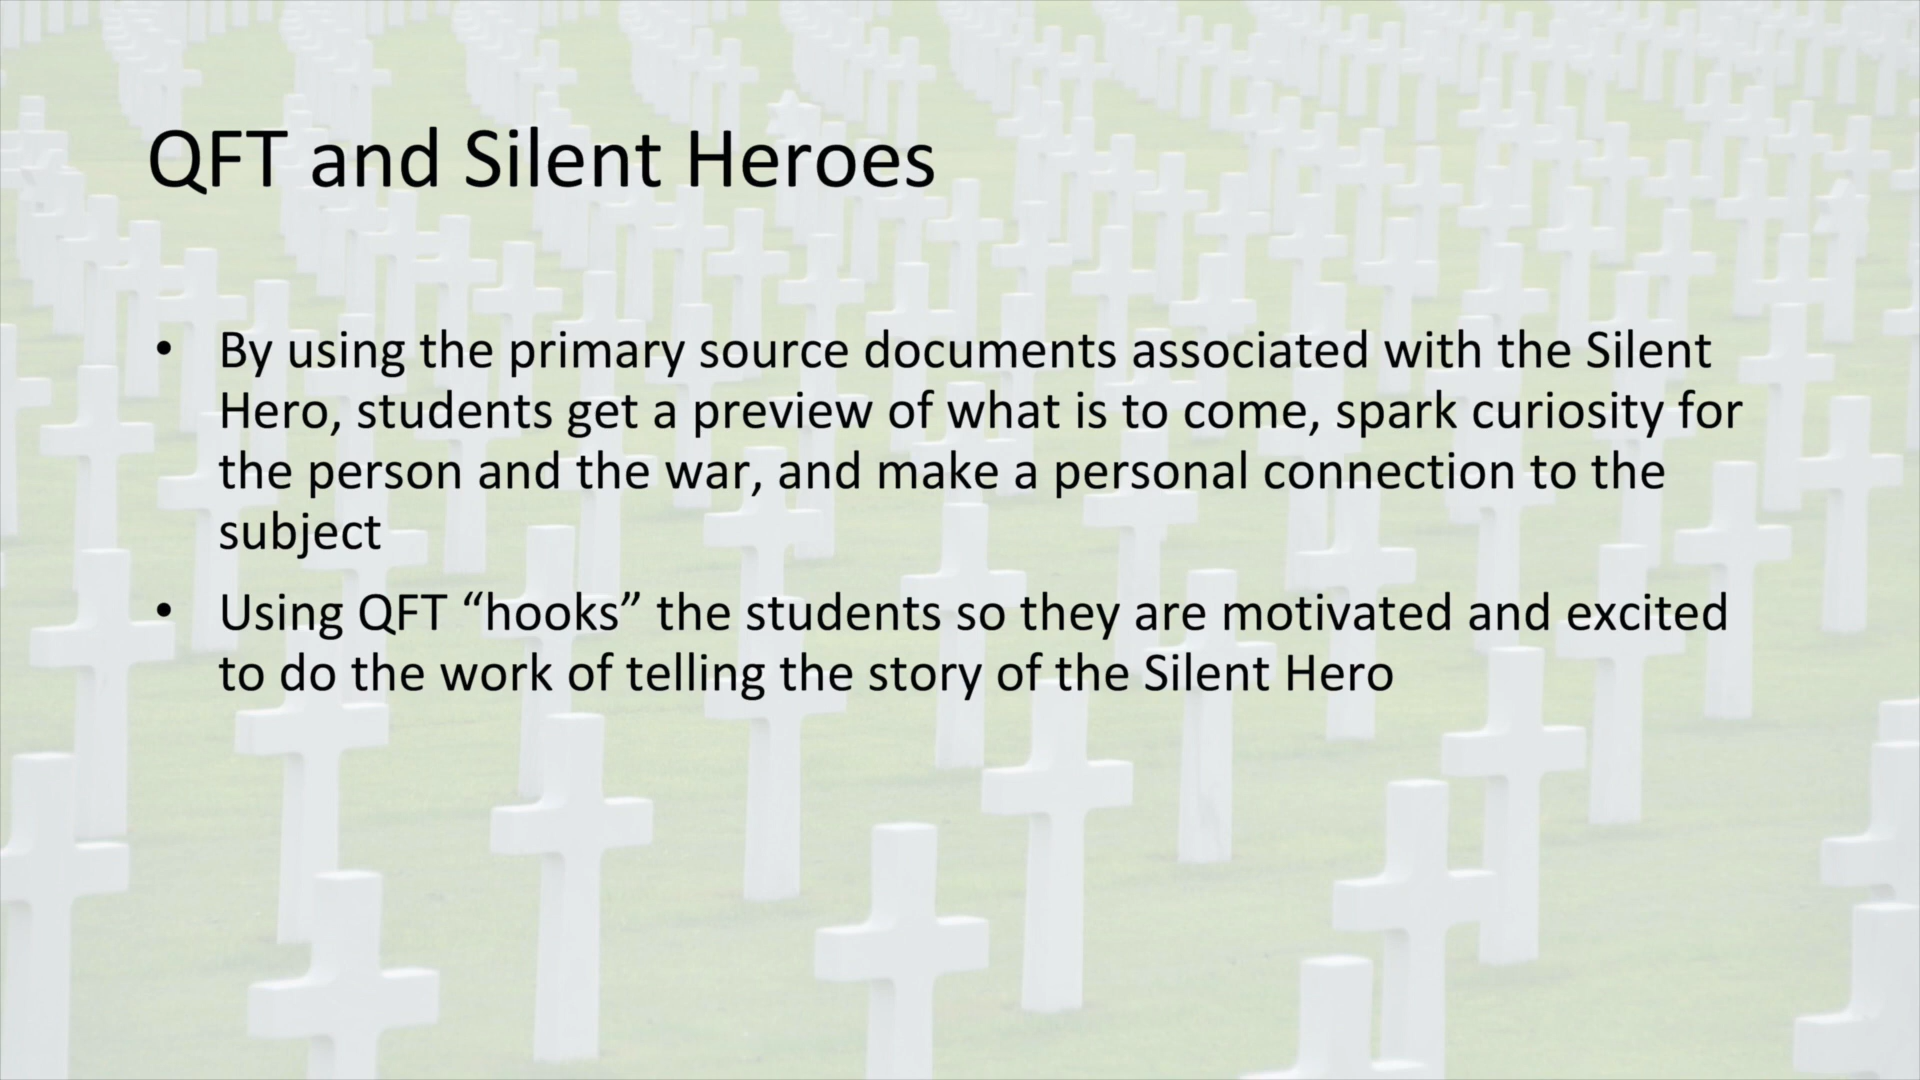 QFT and Silent Heroes
• By using the primary source documents associated with the Silent
Hero, students get a preview of what is to come, spark curiosity for
the person and the war, and make a personal connection to the
subject
• Using QFT “hooks” the students so they are motivated and excited
to do the work of telling the story of the Silent Hero